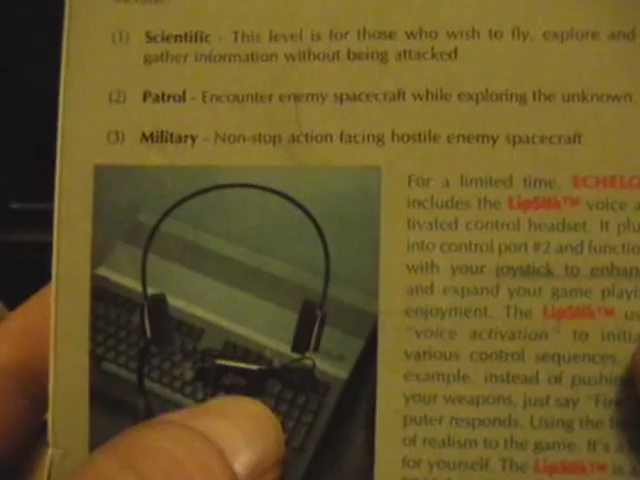 (1) Scientific - This level is for those who wish to fly, explore and
gather information without being attacked
(2) Patrol - Encounter enemy spacecraft while exploring the unknown.
(3) Military - Non-stop action facing hostile enemy spacecraft.
For a limited time, ECHELO
includes the LipStik™ voice a
tivated control headset. It plu
into control port #2 and functio
with your joystick to enhan
and expand your game playi
enjoyment. The LipStik™ us
"voice activation" to initia
various control sequences.
example, instead of pushin
your weapons, just say "Fire
puter responds. Using the
of realism to the game. It's a
for yourself. The LipStik™ is